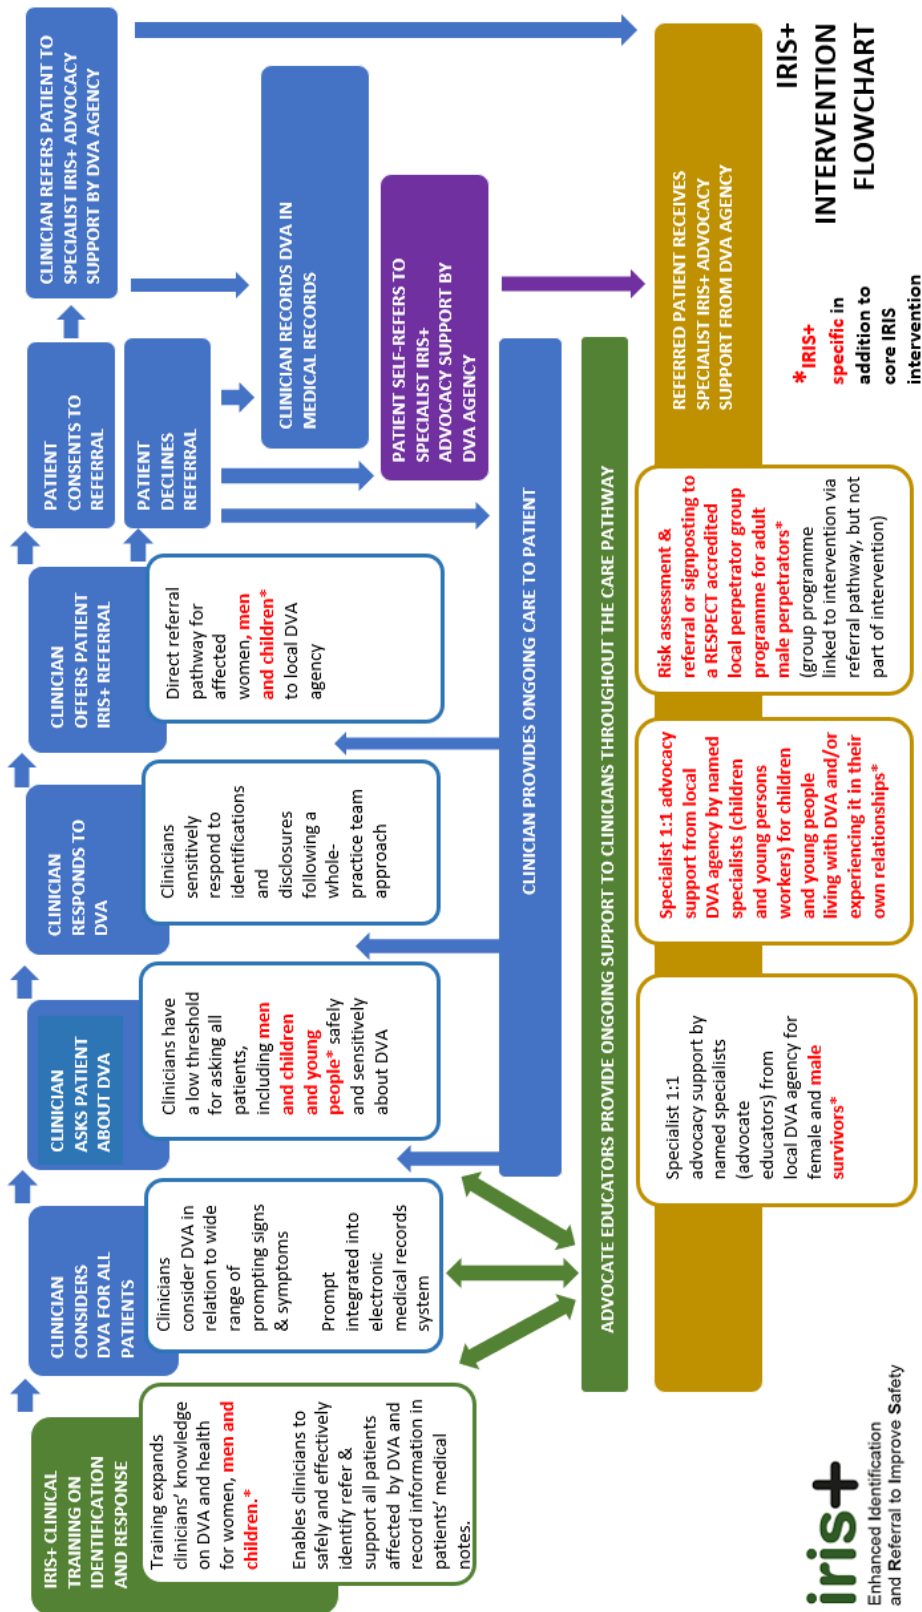 IRIS+ CLINICAL
TRAINING ON
IDENTIFICATION
AND RESPONSE
Training expands
clinicians' knowledge
on DVA and health
for women, men and
children.*
Enables clinicians to
safely and effectively
identify refer &
support all patients
affected by DVA and
record information in
patients' medical
notes.
CLINICIAN
CONSIDERS
DVA FOR ALL
PATIENTS
Clinicians
consider DVA in
relation to wide
range of
prompting signs
& symptoms
Prompt
integrated into
electronic
medical records
system
CLINICIAN
ASKS PATIENT
ABOUT DVA
Clinicians have
a low threshold
for asking all
patients,
including men
and children
and young
people* safely
and sensitively
about DVA
CLINICIAN
RESPONDS TO
DVA
Clinicians
sensitively
respond to
identifications
and
disclosures
following a
whole-
practice team
approach
CLINICIAN
OFFERS PATIENT
IRIS+ REFERRAL
Direct referral
pathway for
affected
women, men
and children*
to local DVA
agency
PATIENT
CONSENTS TO
REFERRAL
PATIENT
DECLINES
REFERRAL
CLINICIAN REFERS PATIENT TO
SPECIALIST IRIS+ ADVOCACY
SUPPORT BY DVA AGENCY
CLINICIAN RECORDS DVA IN
MEDICAL RECORDS
PATIENT SELF-REFERS TO
SPECIALIST IRIS+
ADVOCACY SUPPORT BY
DVA AGENCY
CLINICIAN PROVIDES ONGOING CARE TO PATIENT
ADVOCATE EDUCATORS PROVIDE ONGOING SUPPORT TO CLINICIANS THROUGHOUT THE CARE PATHWAY
REFERRED PATIENT RECEIVES
SPECIALIST IRIS+ ADVOCACY
SUPPORT FROM DVA AGENCY
Specialist 1:1
advocacy support by
named specialists
(advocate
educators) from
local DVA agency for
female and male
survivors*
Specialist 1:1 advocacy
support from local
DVA agency by named
specialists (children
and young persons
workers) for children
and young people
living with DVA and/or
experiencing it in their
own relationships*
Risk assessment &
referral or signposting to
a RESPECT accredited
local perpetrator group
programme for adult
male perpetrators*
(group programme
linked to intervention via
referral pathway, but not
part of intervention)
iris+
Enhanced Identification
and Referral to Improve Safety
*IRIS+
specific in
addition to
core IRIS
intervention
IRIS+
INTERVENTION
FLOWCHART